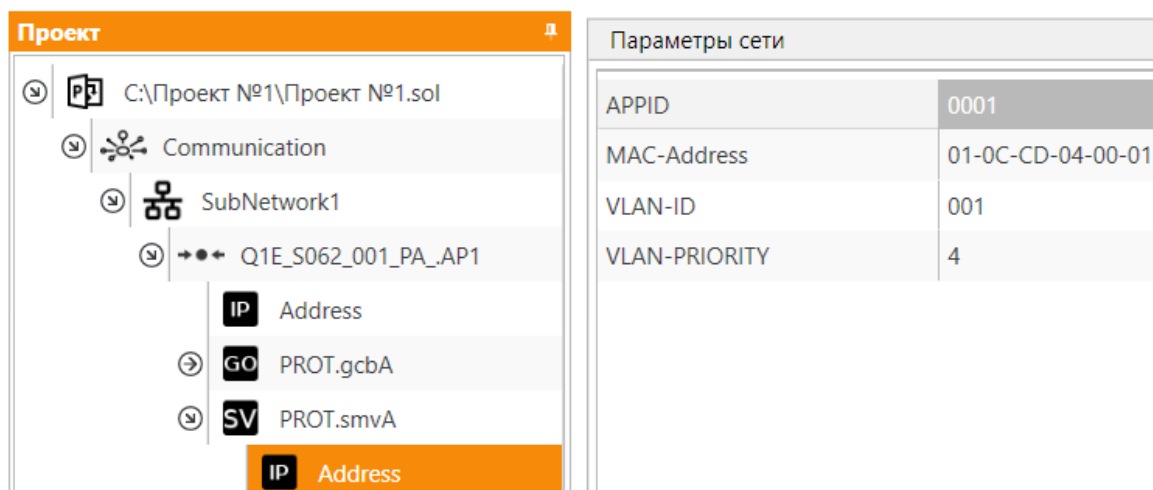 Проект
C:\Проект №1\Проект №1.sol
Communication
SubNetwork1
Q1E_S062_001_PA_.AP1
IP Address
GO PROT.gcbA
SV PROT.smvA
IP Address
Параметры сети
APPID 0001
MAC-Address 01-0C-CD-04-00-01
VLAN-ID 001
VLAN-PRIORITY 4